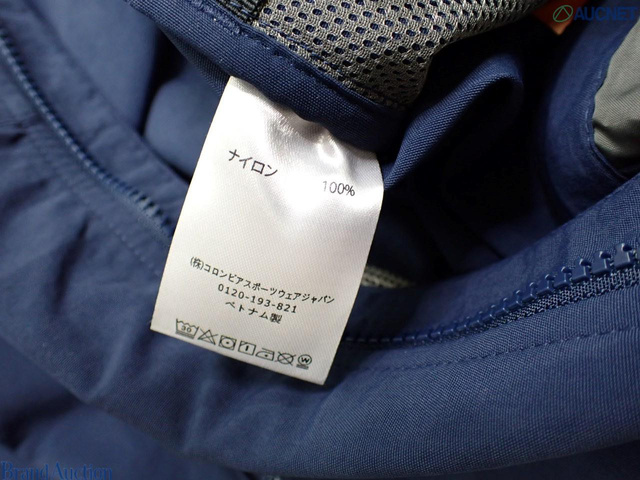 AUCNET
ナイロン 100%
(株)コロンビアスポーツウェアジャパン
0120-193-821
ベトナム製
30
W
Brand Auction